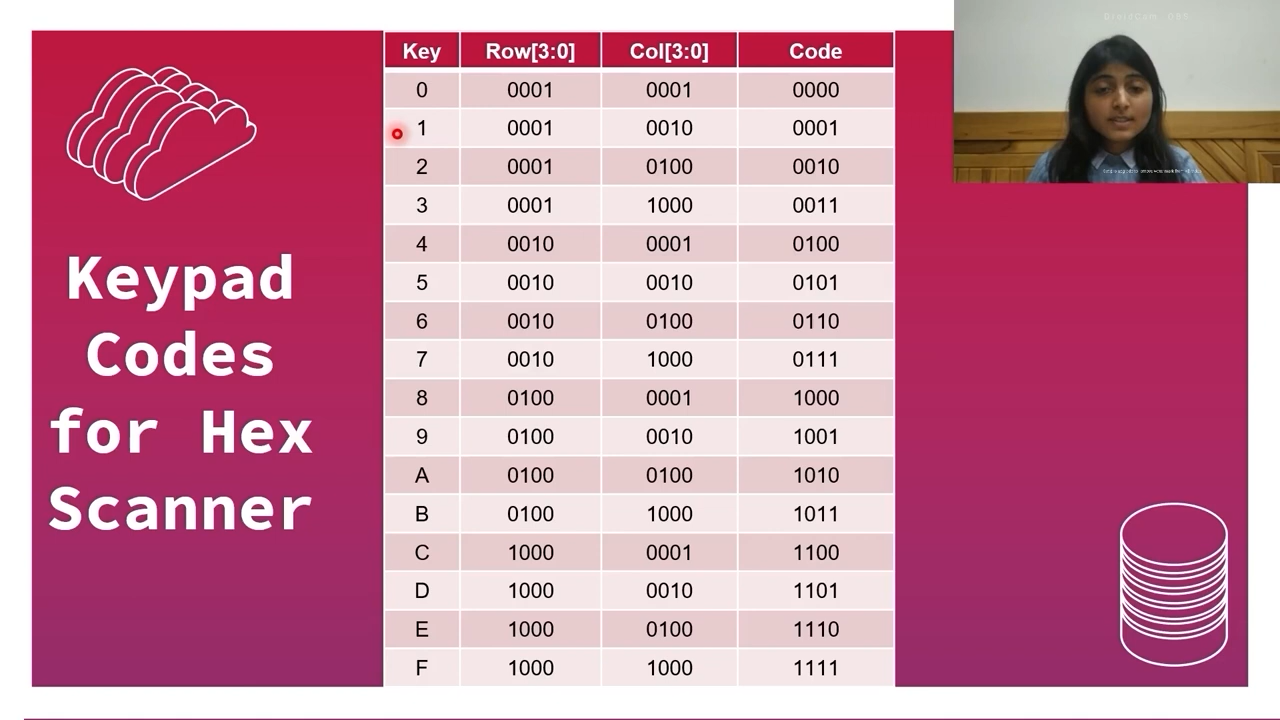 Keypad
Codes
for Hex
Scanner
Key Row[3:0] Col[3:0] Code
0 0001 0001 0000
1 0001 0010 0001
2 0001 0100 0010
3 0001 1000 0011
4 0010 0001 0100
5 0010 0010 0101
6 0010 0100 0110
7 0010 1000 0111
8 0100 0001 1000
9 0100 0010 1001
A 0100 0100 1010
B 0100 1000 1011
C 1000 0001 1100
D 1000 0010 1101
E 1000 0100 1110
F 1000 1000 1111